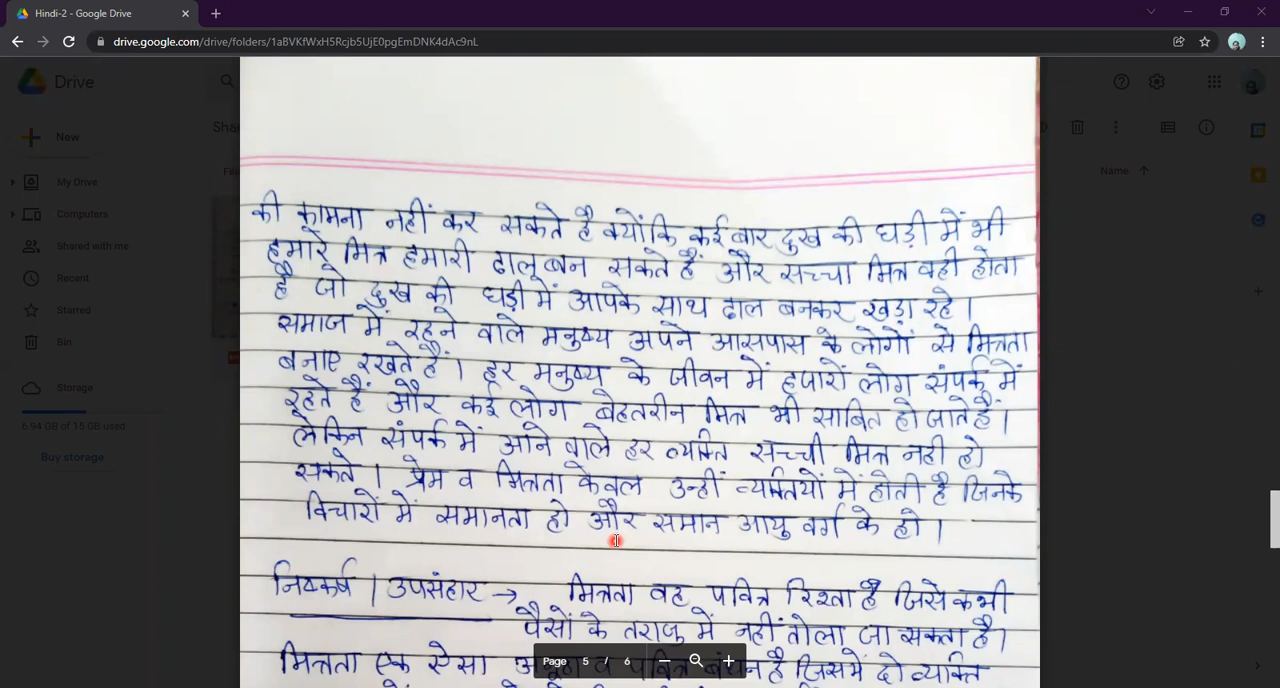 Hindi-2 - Google Drive
drive.google.com/drive/folders/1aBVKfWxH5Rcjb5UjE0pgEmDNK4dAc9nL
Drive
New
My Drive
Computers
Shared with me
Recent
Starred
Bin
Storage
6.94 GB of 15 GB used
Buy storage
Name
की कामना नहीं कर सकते है क्योंकि कई बार दुख की घड़ी में भी
हमारे मित्र हमारी ढाल बन सकते हैं और सच्चा मित्र वही होता
है जो दुख की घड़ी में आपके साथ ढाल बनकर खड़ा रहे।
समाज में रहने वाले मनुष्य अपने आसपास के लोगों से मित्रता
बनाए रखते हैं। हर मनुष्य के जीवन में हजारों लोग संपर्क में
रहते हैं और कई लोग बेहतरीन मित्र भी साबित हो जाते हैं।
लेकिन संपर्क में आने वाले हर व्यक्ति सच्ची मित्र नही हो
सकते। प्रेम व मित्रता केवल उन्हीं व्यक्तियों में होती है जिनके
विचारों में समानता हो और समान आयु वर्ग के हो।
निष्कर्ष | उपसंहार → मित्रता वह पवित्र रिश्ता है जिसे कभी
पैसों के तराजु में नहीं तोला जा सकता है।
मित्रता एक ऐसा व पवित्र बंधन है जिसमें दो व्यक्ति
Page 5 / 6